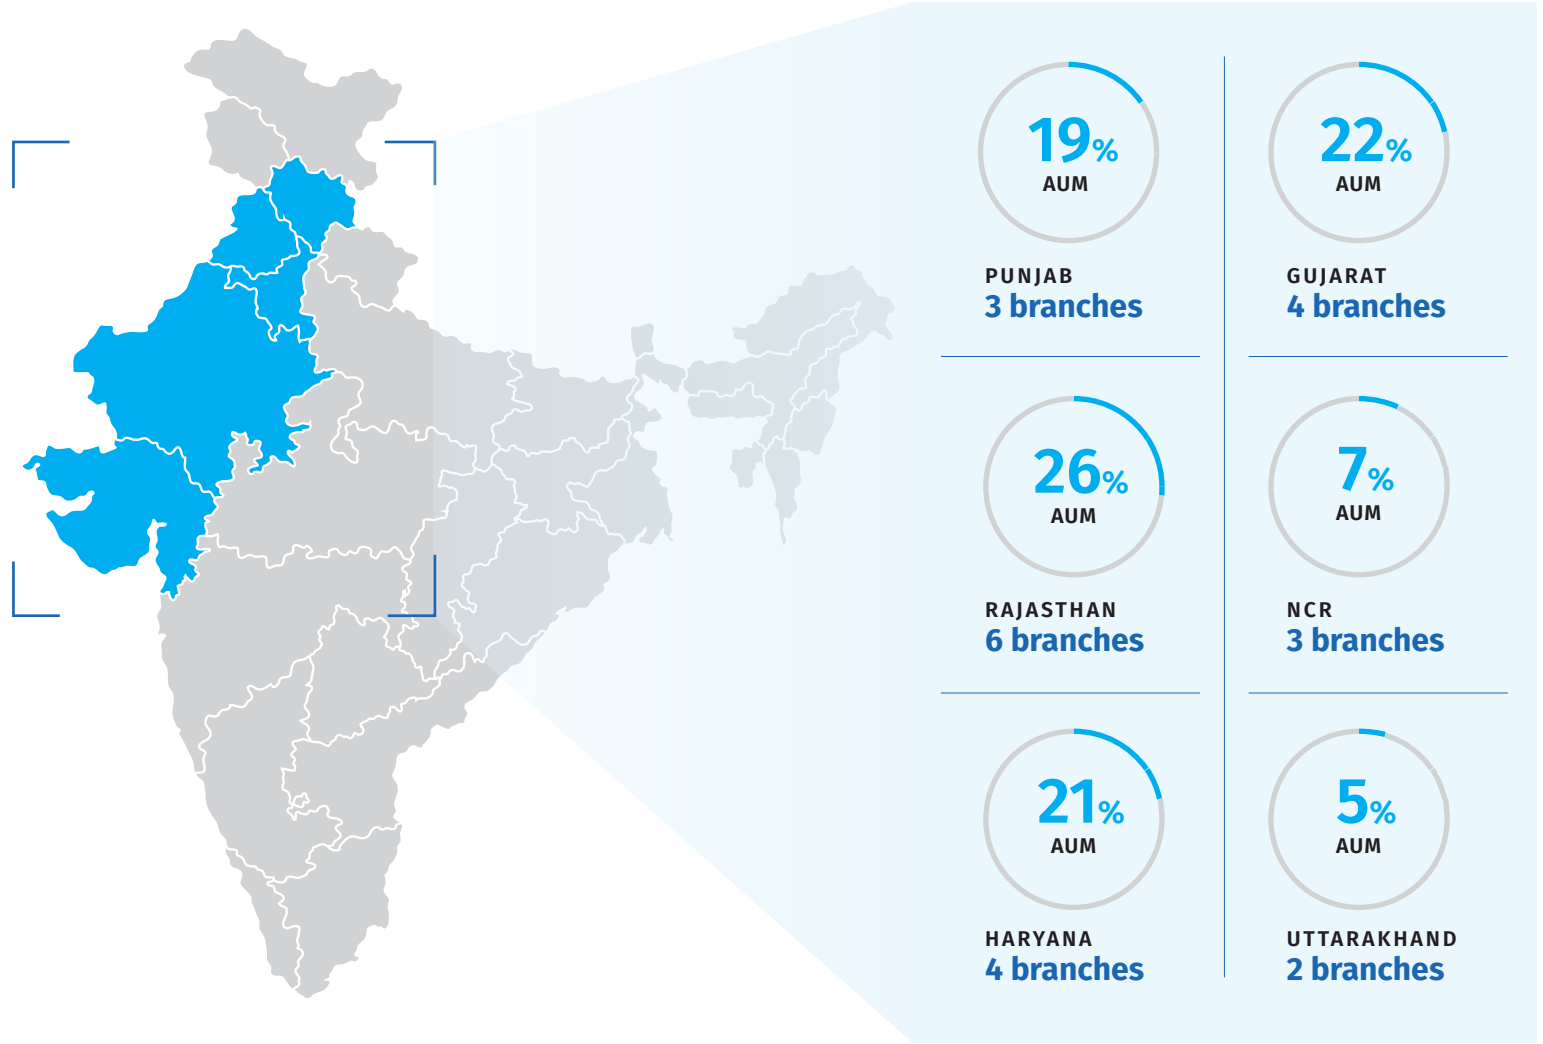 19%
AUM
PUNJAB
3 branches
22%
AUM
GUJARAT
4 branches
26%
AUM
RAJASTHAN
6 branches
7%
AUM
NCR
3 branches
21%
AUM
HARYANA
4 branches
5%
AUM
UTTARAKHAND
2 branches